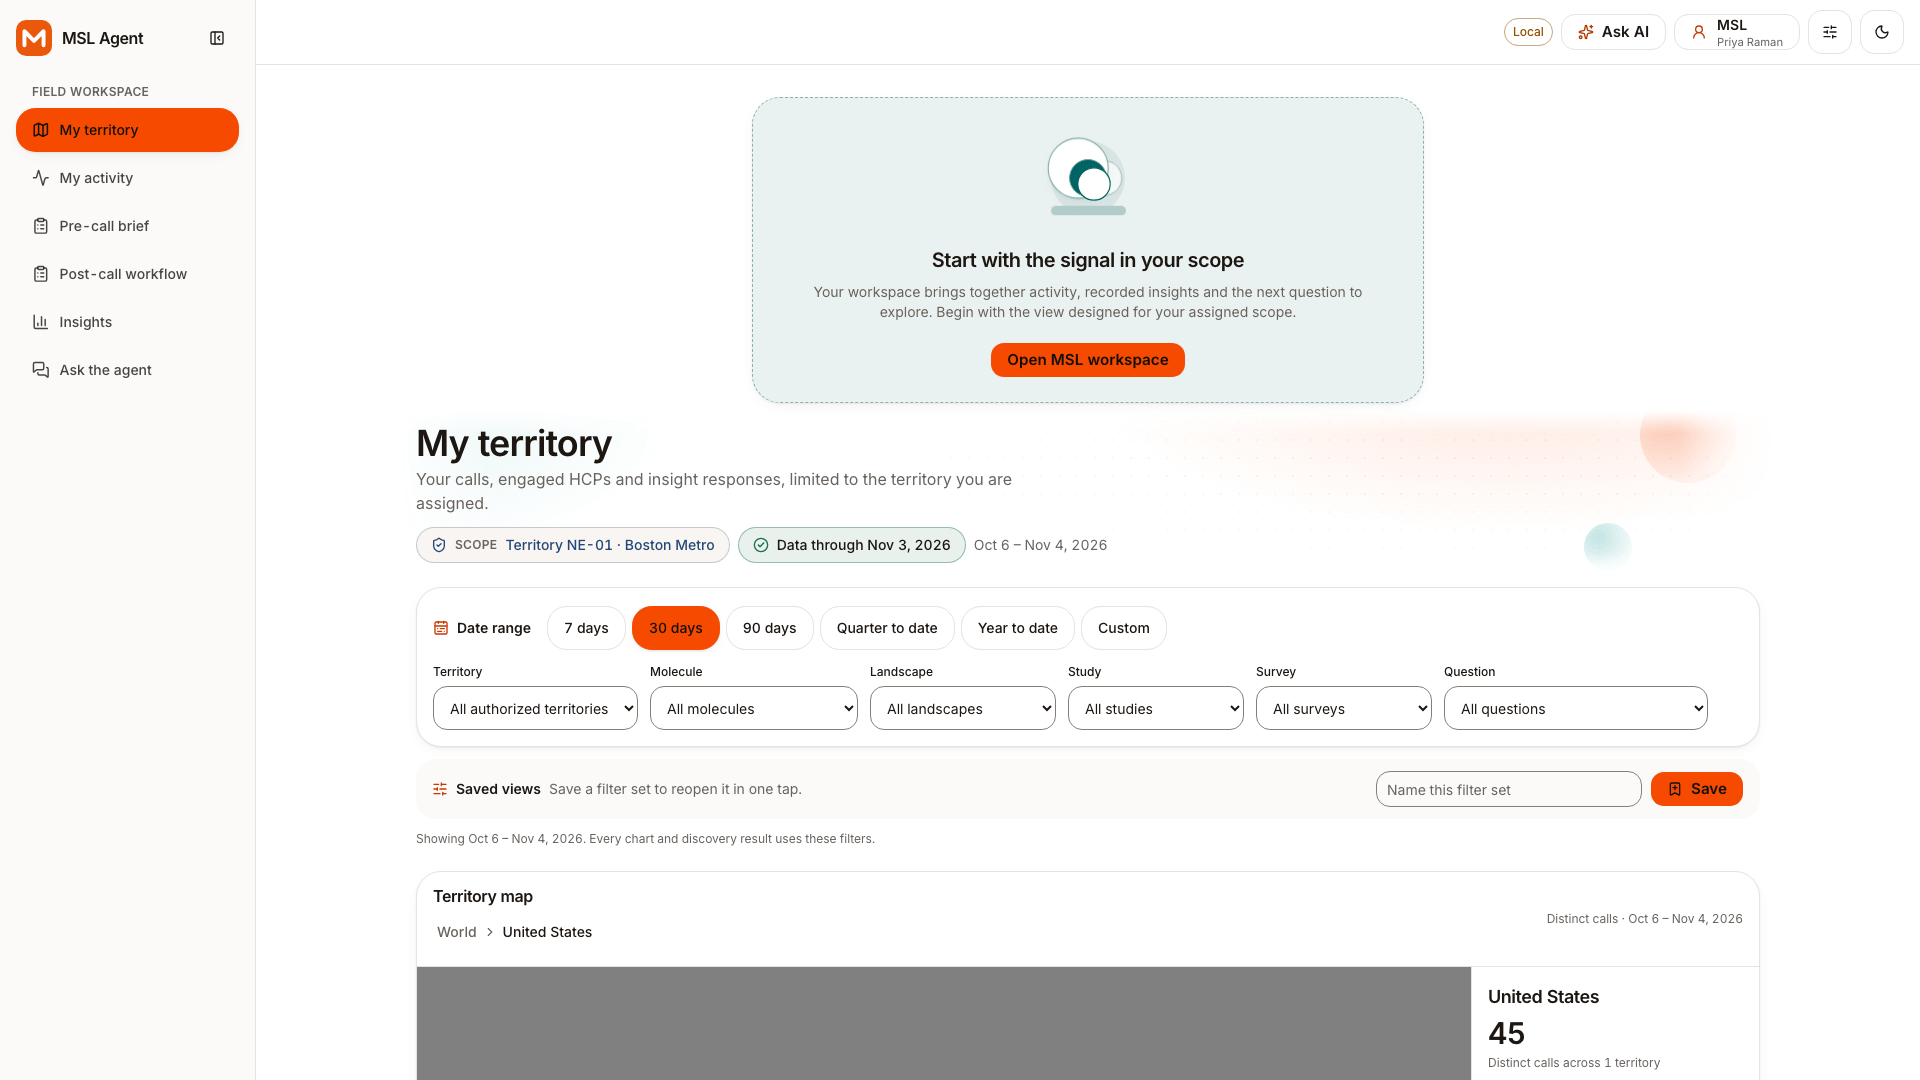 MSL Agent
FIELD WORKSPACE
My territory
My activity
Pre-call brief
Post-call workflow
Insights
Ask the agent
Local
Ask AI
MSL
Priya Raman
Start with the signal in your scope
Your workspace brings together activity, recorded insights and the next question to
explore. Begin with the view designed for your assigned scope.
Open MSL workspace
My territory
Your calls, engaged HCPs and insight responses, limited to the territory you are
assigned.
SCOPE Territory NE-01 · Boston Metro
Data through Nov 3, 2026
Oct 6 – Nov 4, 2026
Date range
7 days
30 days
90 days
Quarter to date
Year to date
Custom
Territory
Molecule
Landscape
Study
Survey
Question
All authorized territories
All molecules
All landscapes
All studies
All surveys
All questions
Saved views
Save a filter set to reopen it in one tap.
Name this filter set
Save
Showing Oct 6 – Nov 4, 2026. Every chart and discovery result uses these filters.
Territory map
World
United States
Distinct calls · Oct 6 – Nov 4, 2026
United States
45
Distinct calls across 1 territory